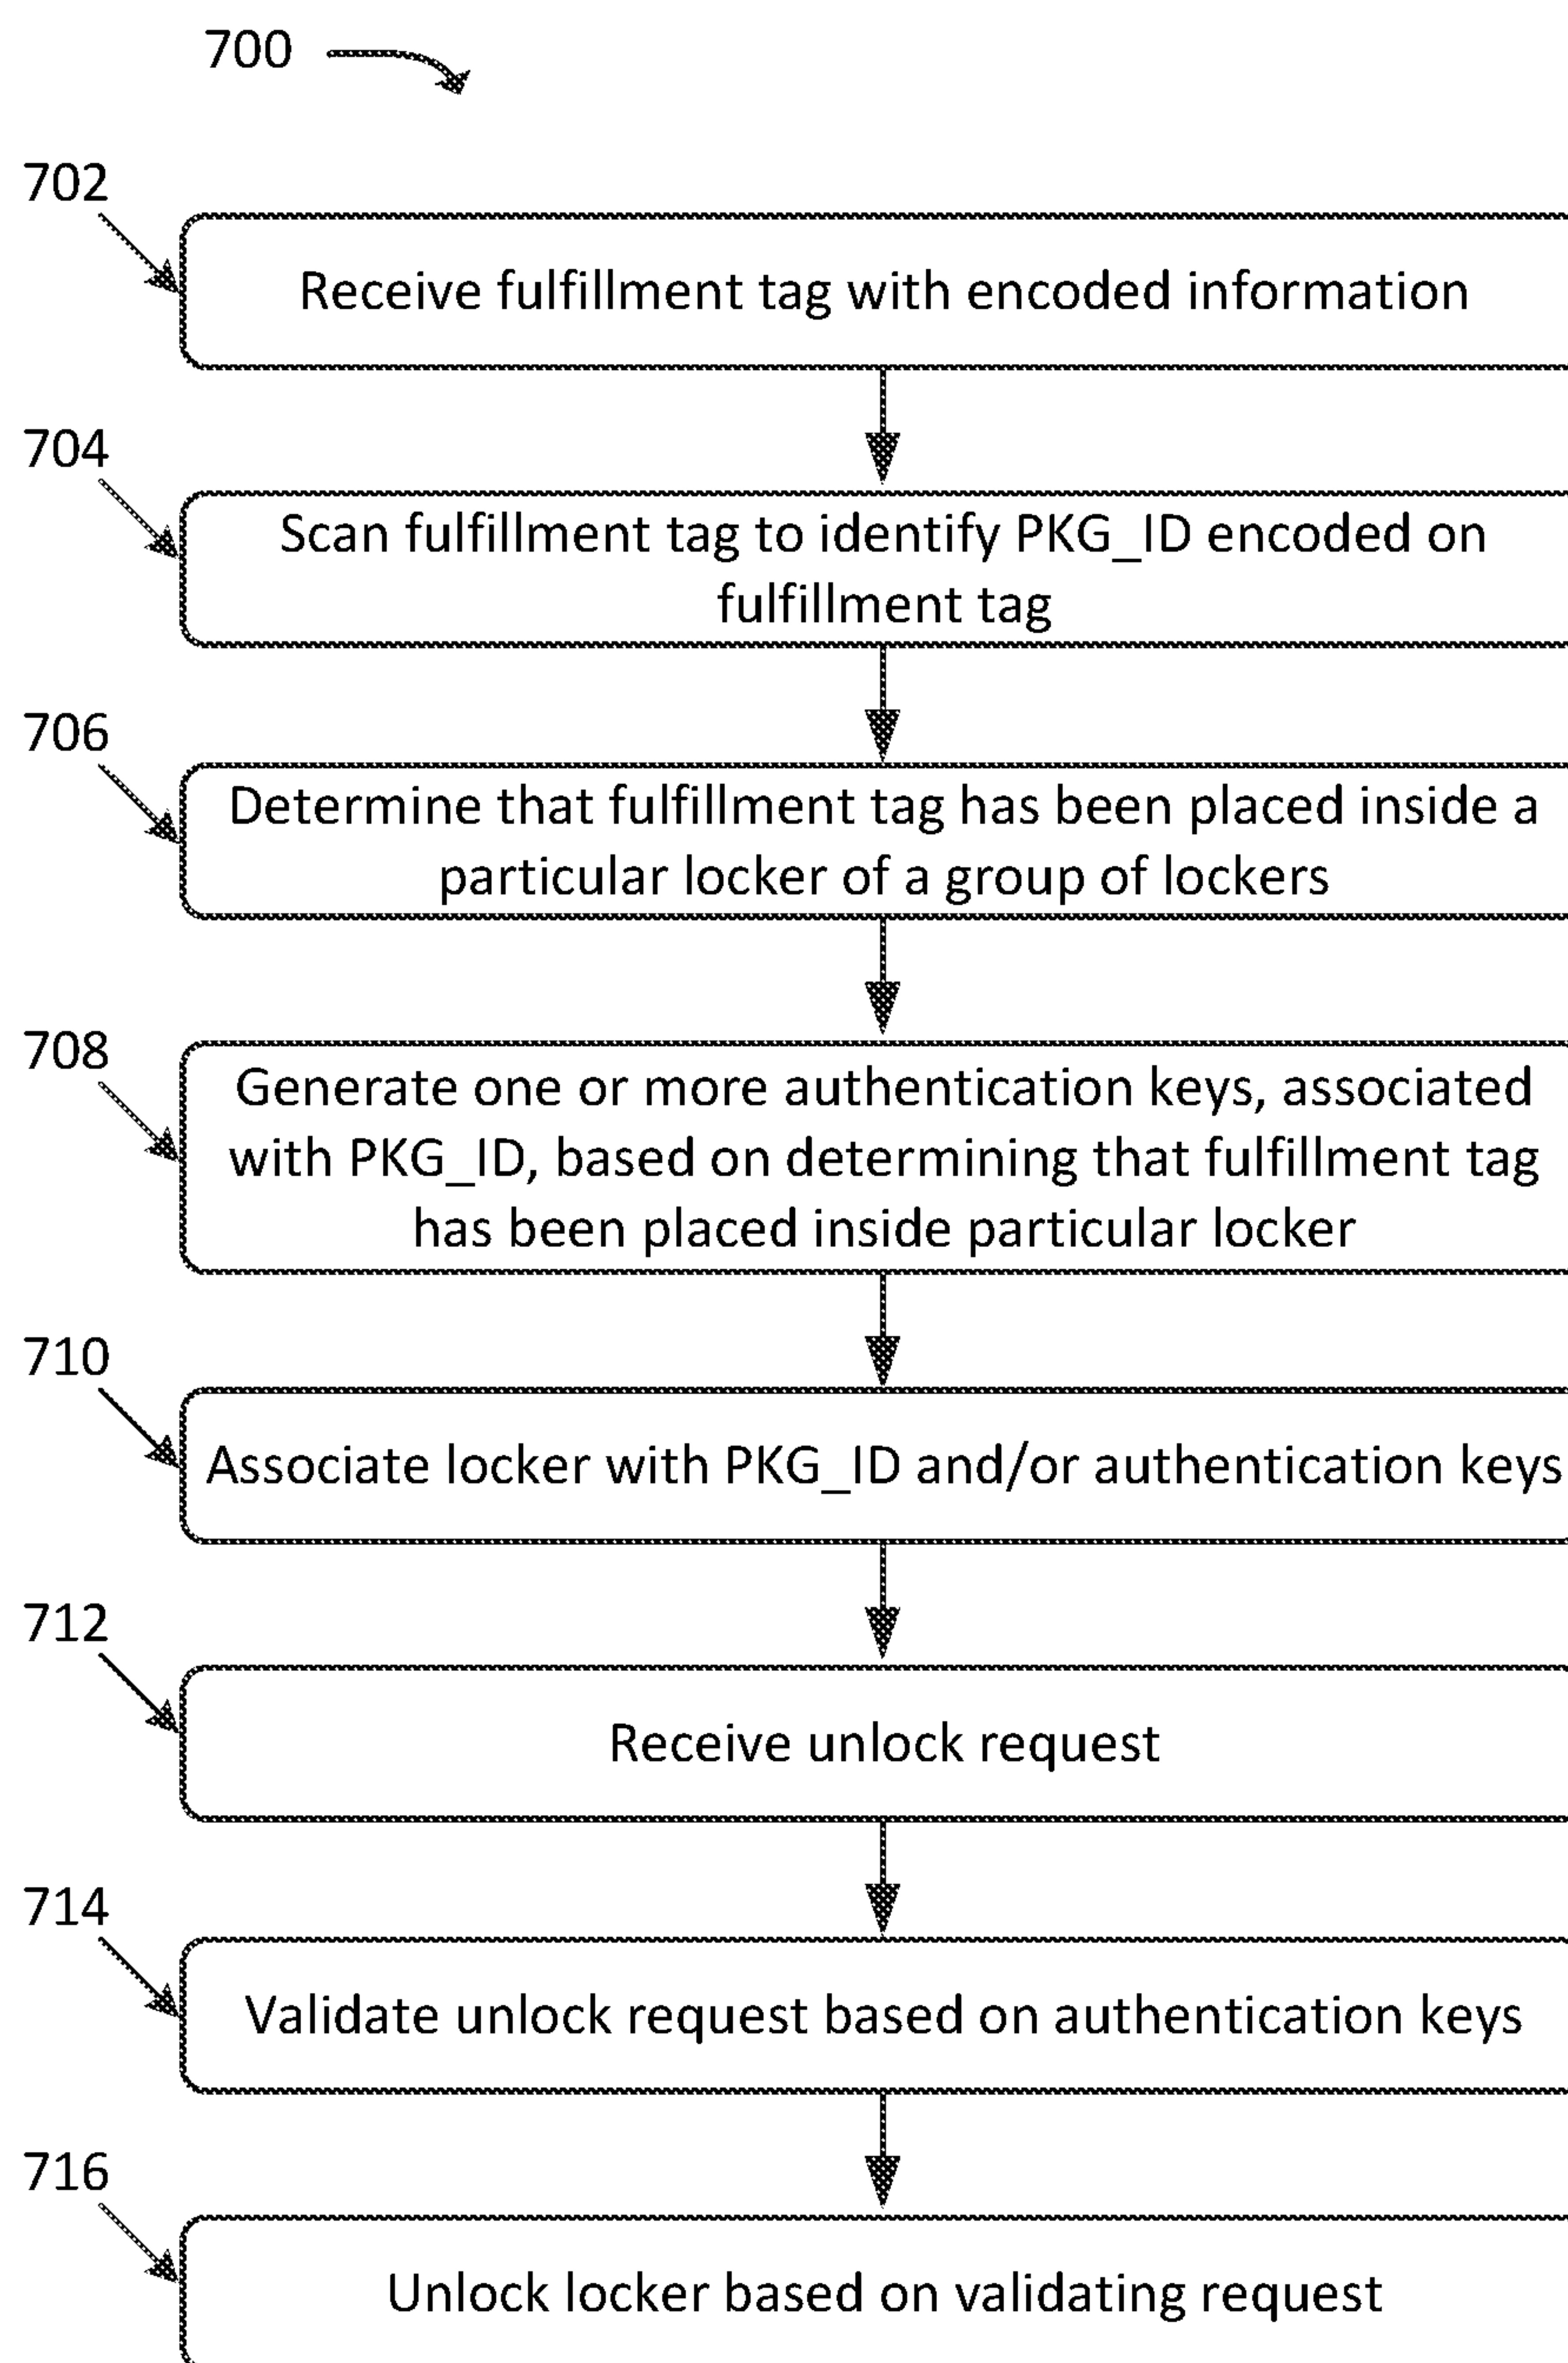 700
702
Receive fulfillment tag with encoded information
704
Scan fulfillment tag to identify PKG_ID encoded on
fulfillment tag
706
Determine that fulfillment tag has been placed inside a
particular locker of a group of lockers
708
Generate one or more authentication keys, associated
with PKG_ID, based on determining that fulfillment tag
has been placed inside particular locker
710
Associate locker with PKG_ID and/or authentication keys
712
Receive unlock request
714
Validate unlock request based on authentication keys
716
Unlock locker based on validating request